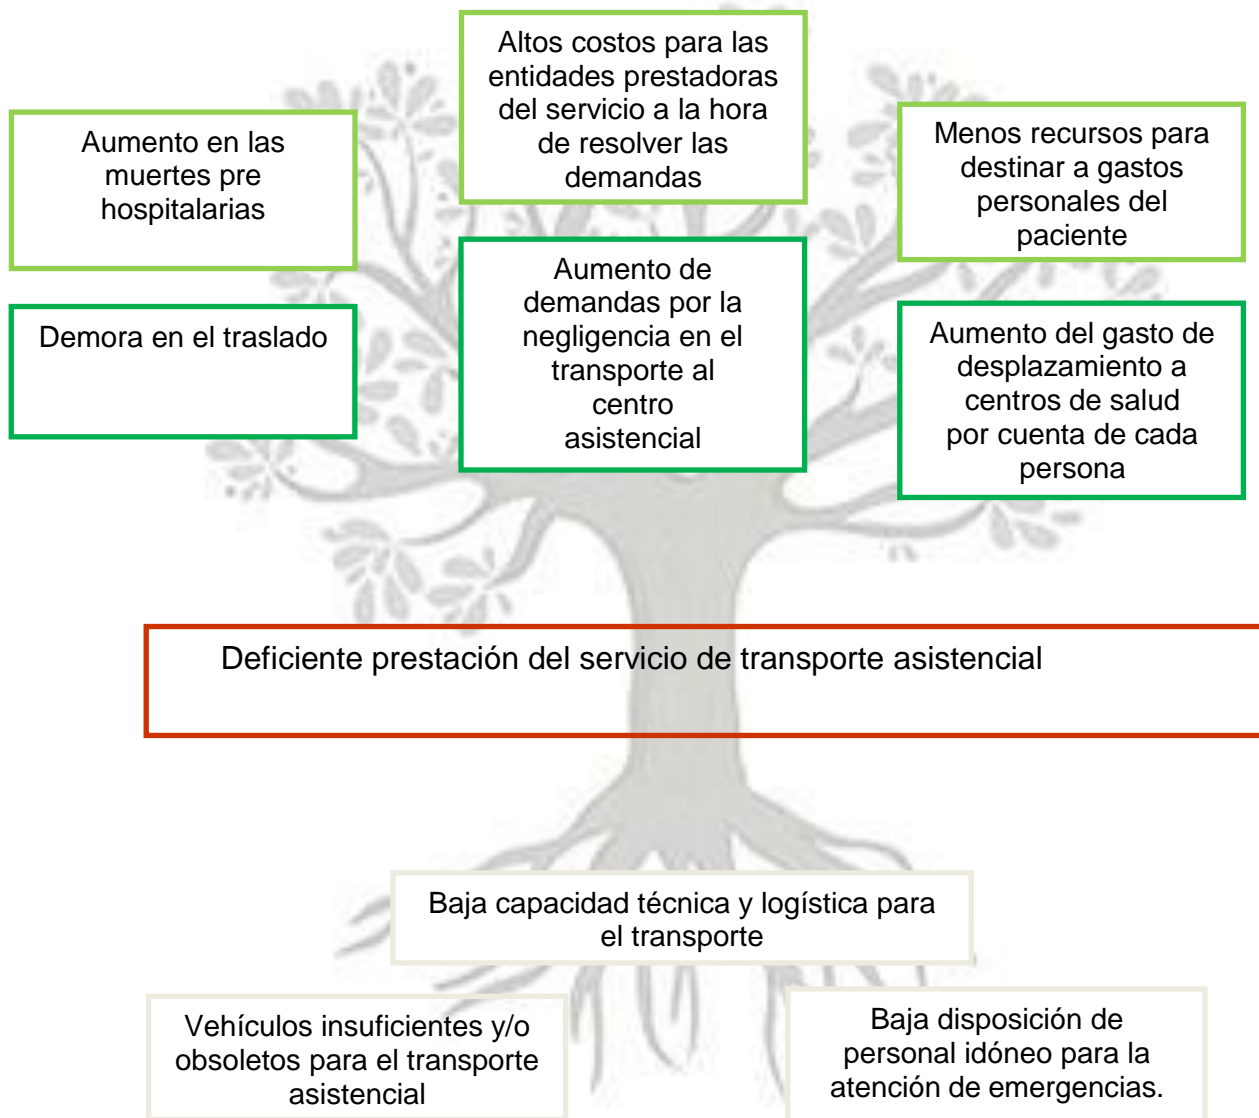 Altos costos para las
entidades prestadoras
del servicio a la hora
de resolver las
demandas
Aumento en las
muertes pre
hospitalarias
Menos recursos para
destinar a gastos
personales del
paciente
Demora en el traslado
Aumento de
demandas por la
negligencia en el
transporte al
centro
asistencial
Aumento del gasto de
desplazamiento a
centros de salud
por cuenta de cada
persona
Deficiente prestación del servicio de transporte asistencial
Baja capacidad técnica y logística para
el transporte
Vehículos insuficientes y/o
obsoletos para el transporte
asistencial
Baja disposición de
personal idóneo para la
atención de emergencias.